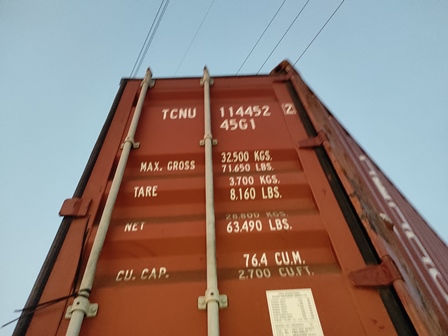 TCNU 114452 2
45G1
MAX. GROSS 32.500 KGS.
71.650 LBS.
TARE 3.700 KGS.
8.160 LBS.
NET 28.800 KGS.
63.490 LBS.
CU. CAP. 76.4 CU.M.
2.700 CU.FT.